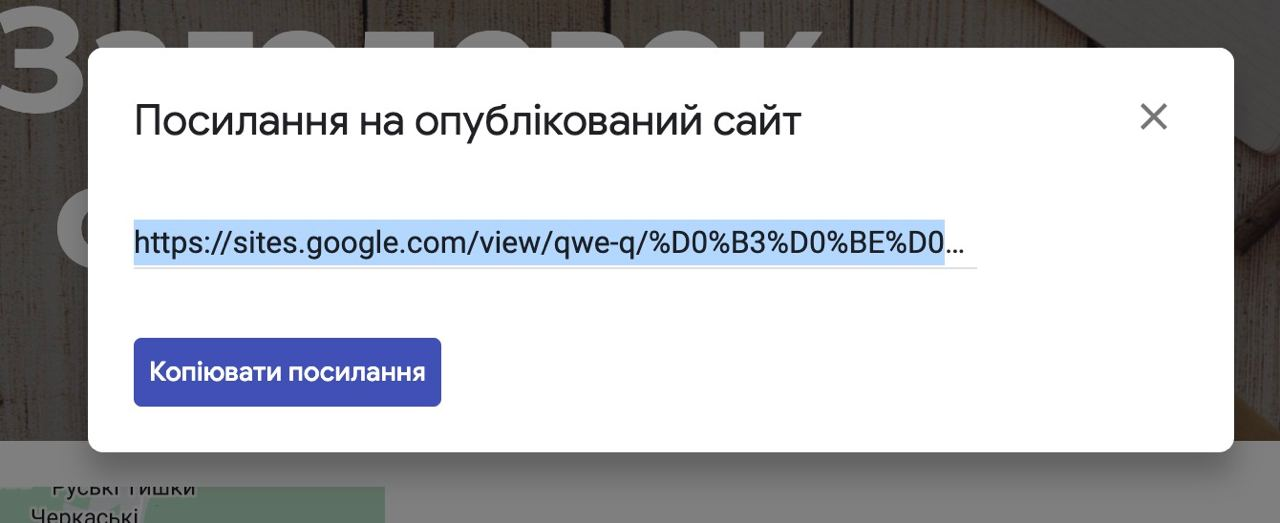 Заголовок
Посилання на опублікований сайт
https://sites.google.com/view/qwe-q/%D0%B3%D0%BE%D0...
Копіювати посилання
Руські Тишки
Черкаські